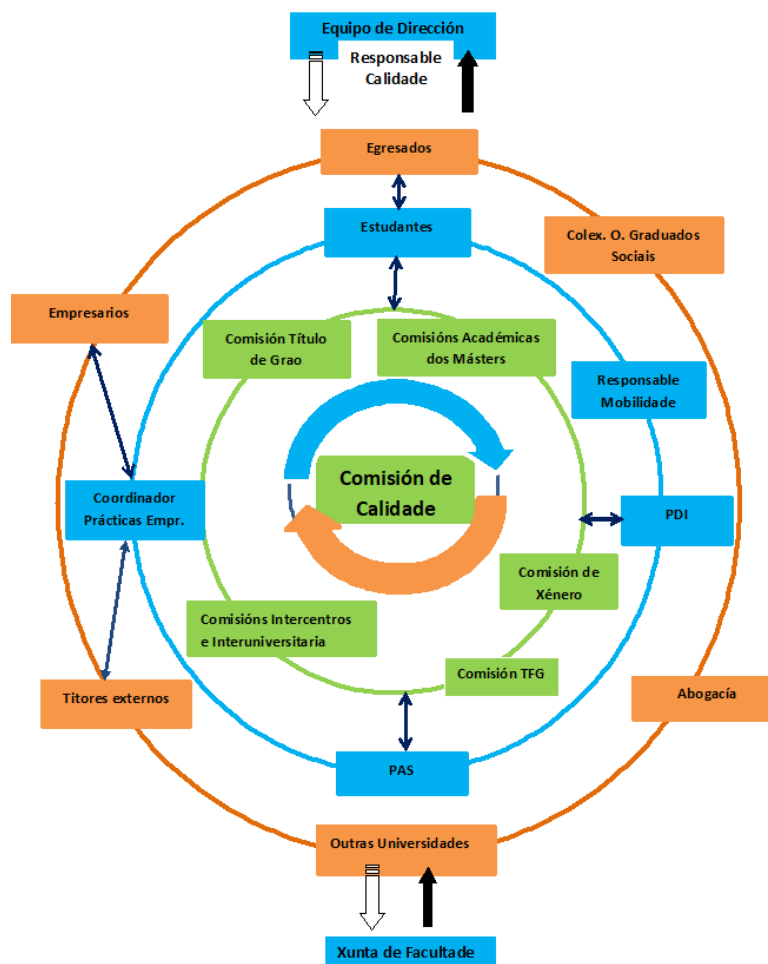 Equipo de Dirección
Responsable
Calidade
Egresados
Estudantes
Colex. O. Graduados
Sociais
Empresarios
Comisión Título
de Grao
Comisións Académicas
dos Másters
Responsable
Mobilidade
Comisión de
Calidade
Coordinador
Prácticas Empr.
PDI
Comisión de
Xénero
Comisións Intercentros
e Interuniversitaria
Comisión TFG
Titores externos
Abogacía
PAS
Outras Universidades
Xunta de Facultade